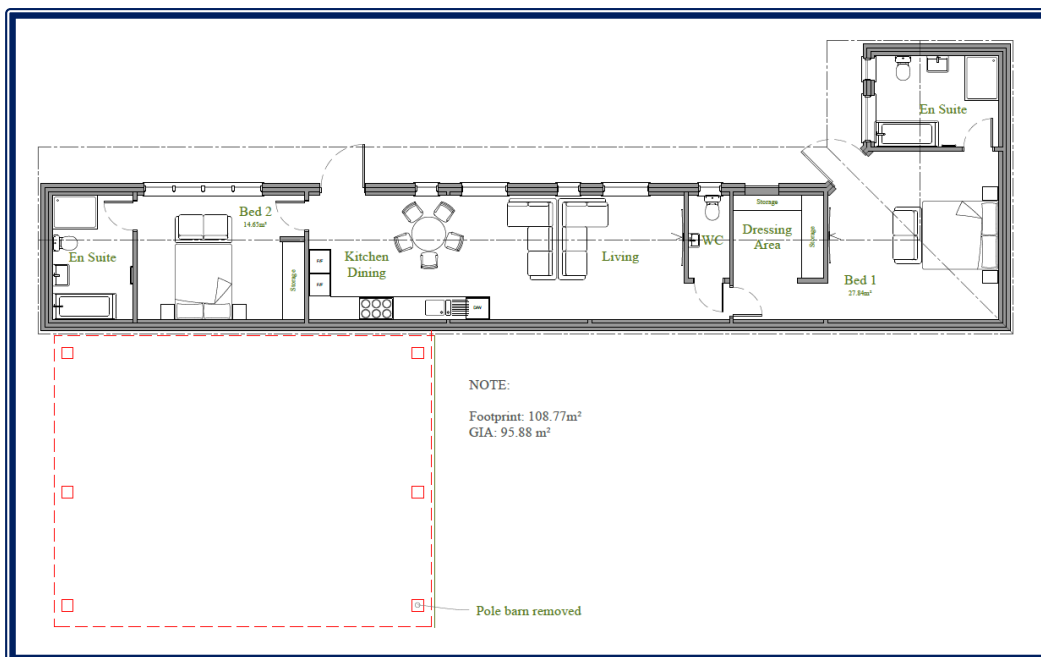 En Suite
Bed 2
14.63m²
Storage
En Suite
Storage
Kitchen
Dining
Living
WC
Dressing
Area
Storage
Bed 1
27.84m²
F/F
F/F
NOTE:
Footprint: 108.77m²
GIA: 95.88 m²
Pole barn removed